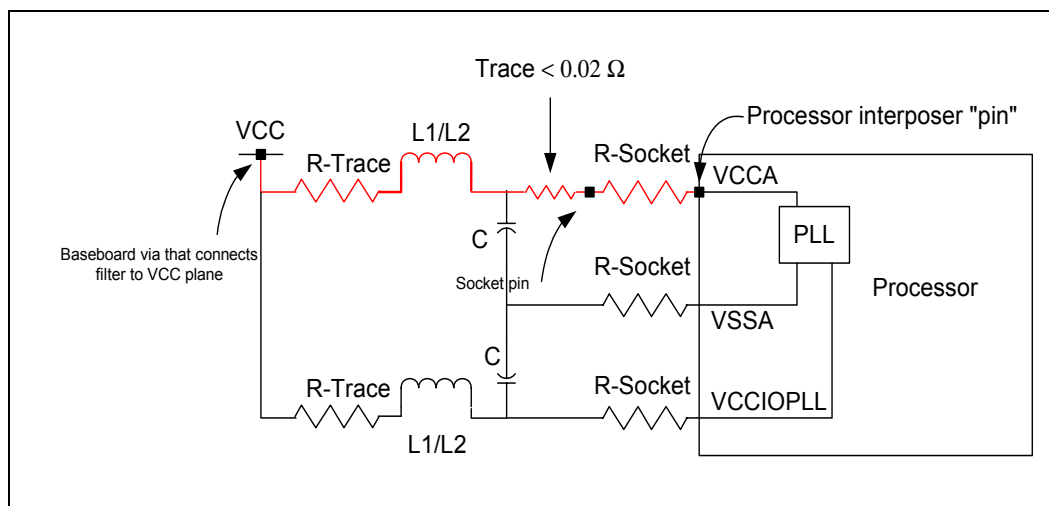 Trace < 0.02 Ω
Processor interposer "pin"
VCC
L1/L2
R-Trace
R-Socket
VCCA
PLL
C
Baseboard via that connects
filter to VCC plane
Socket pin
R-Socket
Processor
VSSA
C
R-Trace
R-Socket
VCCIOPLL
L1/L2